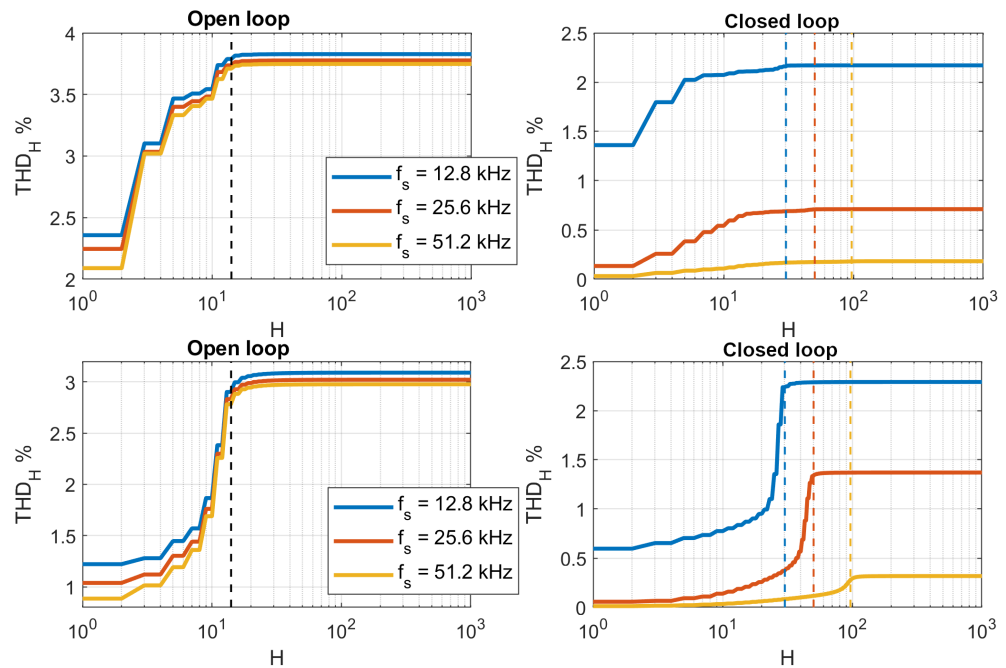 Open loop
THD_H %
4
3.5
3
2.5
2
10^0 10^1 10^2 10^3
H
f_s = 12.8 kHz
f_s = 25.6 kHz
f_s = 51.2 kHz
Closed loop
THD_H %
2.5
2
1.5
1
0.5
0
10^0 10^1 10^2 10^3
H
Open loop
THD_H %
3
2.5
2
1.5
1
10^0 10^1 10^2 10^3
H
f_s = 12.8 kHz
f_s = 25.6 kHz
f_s = 51.2 kHz
Closed loop
THD_H %
2.5
2
1.5
1
0.5
0
10^0 10^1 10^2 10^3
H